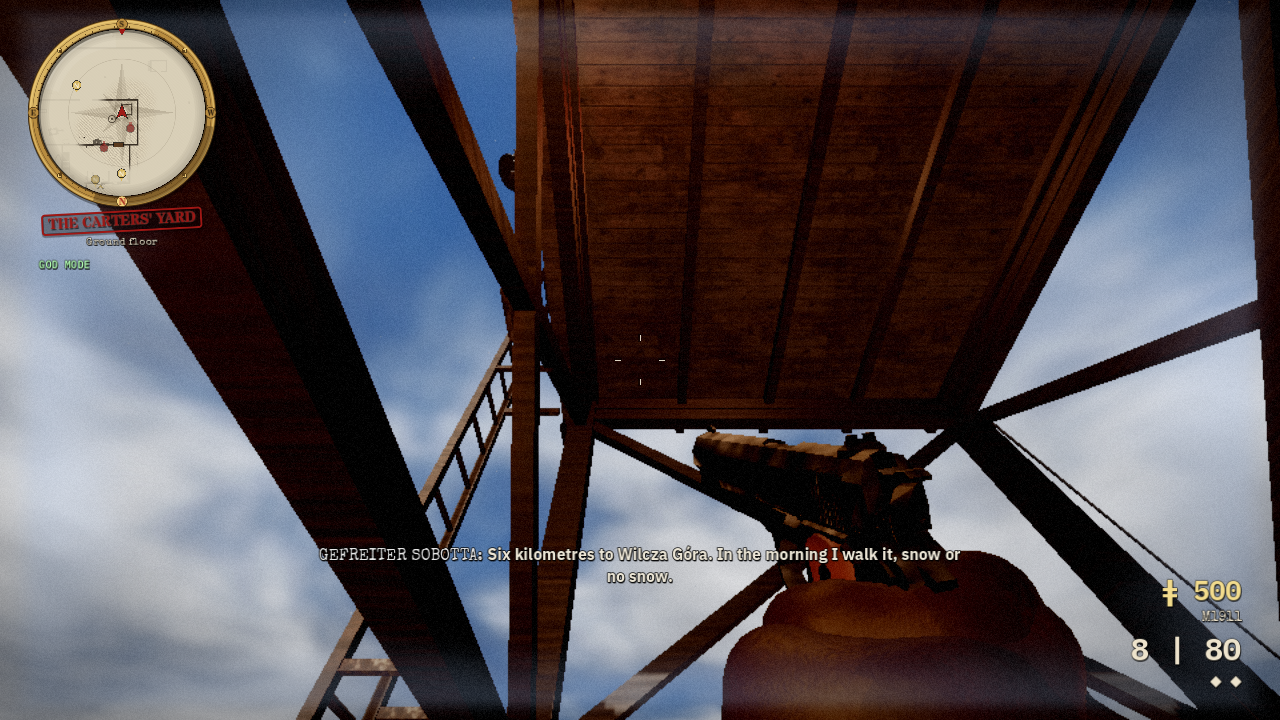 S
E
W
N
THE CARTERS' YARD
Ground floor
GOD MODE
GEFREITER SOBOTTA: Six kilometres to Wilcza Góra. In the morning I walk it, snow or
no snow.
500
M1911
8 | 80